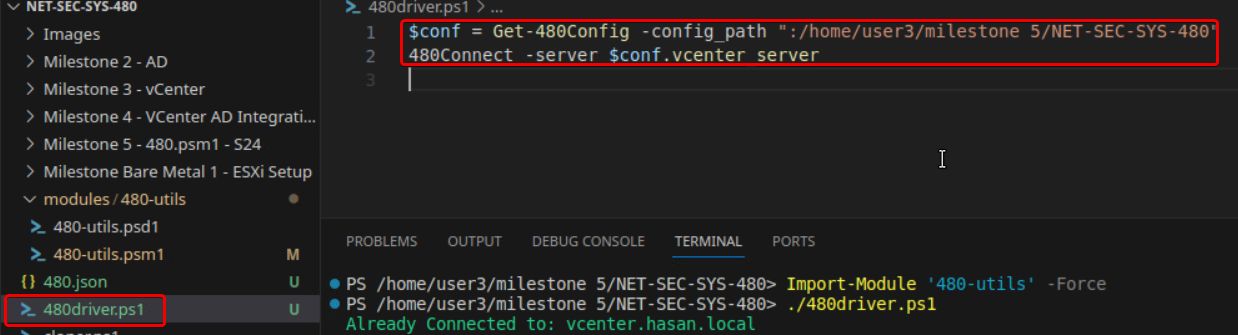 NET-SEC-SYS-480
Images
Milestone 2 - AD
Milestone 3 - vCenter
Milestone 4 - VCenter AD Integrati...
Milestone 5 - 480.psm1 - S24
Milestone Bare Metal 1 - ESXi Setup
modules / 480-utils
480-utils.psd1
480-utils.psm1 M
{} 480.json U
480driver.ps1 U
480driver.ps1 > ...
1 $conf = Get-480Config -config_path ":/home/user3/milestone 5/NET-SEC-SYS-480"
2 480Connect -server $conf.vcenter_server
3
PROBLEMS OUTPUT DEBUG CONSOLE TERMINAL PORTS
PS /home/user3/milestone 5/NET-SEC-SYS-480> Import-Module '480-utils' -Force
PS /home/user3/milestone 5/NET-SEC-SYS-480> ./480driver.ps1
Already Connected to: vcenter.hasan.local